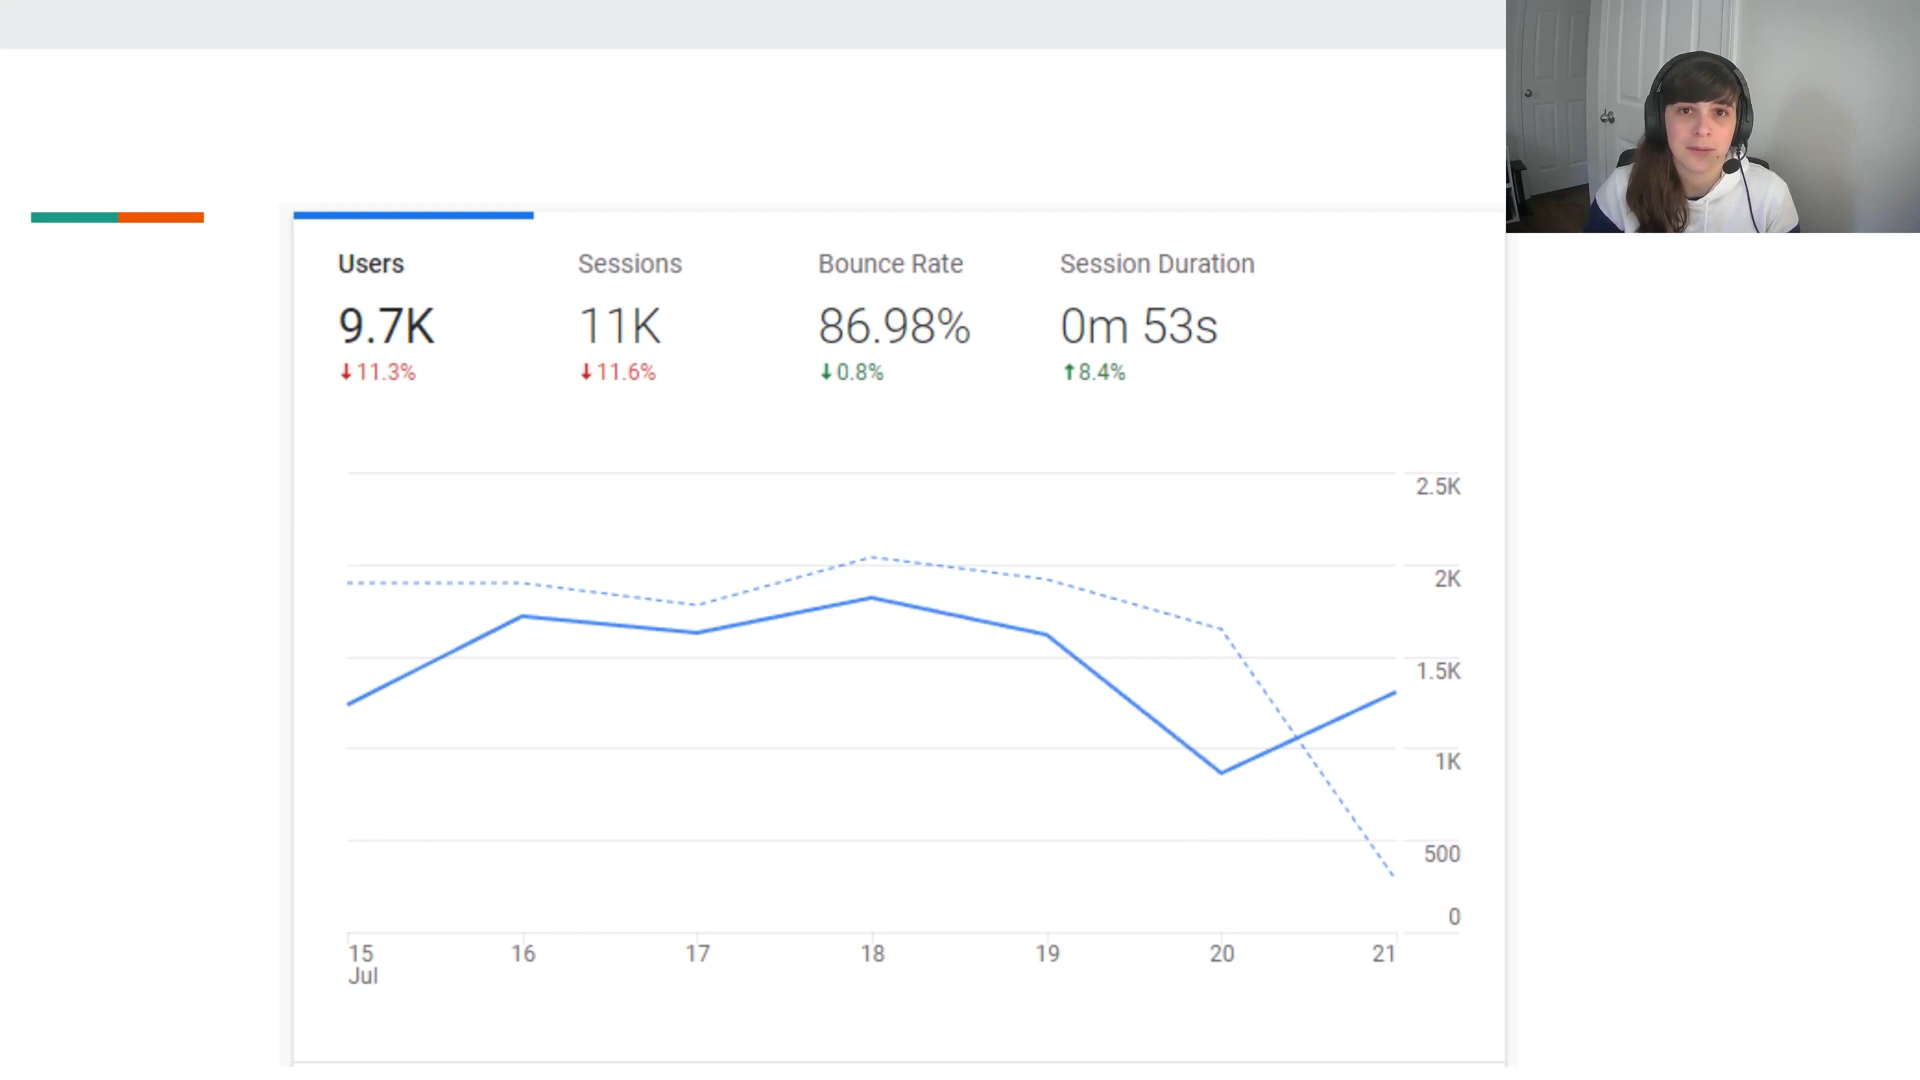 Users Sessions Bounce Rate Session Duration
9.7K 11K 86.98% 0m 53s
↓11.3% ↓11.6% ↓0.8% ↑8.4%
2.5K
2K
1.5K
1K
500
0
15 16 17 18 19 20 21
Jul